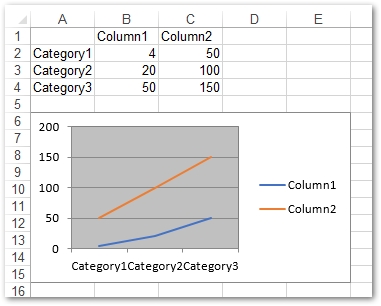 A B C D E
1 Column1 Column2
2 Category1 4 50
3 Category2 20 100
4 Category3 50 150
5
6
7 200
8 150
9
10 100
11
12 50
13
14 0
15 Category1 Category2 Category3
16
Column1
Column2